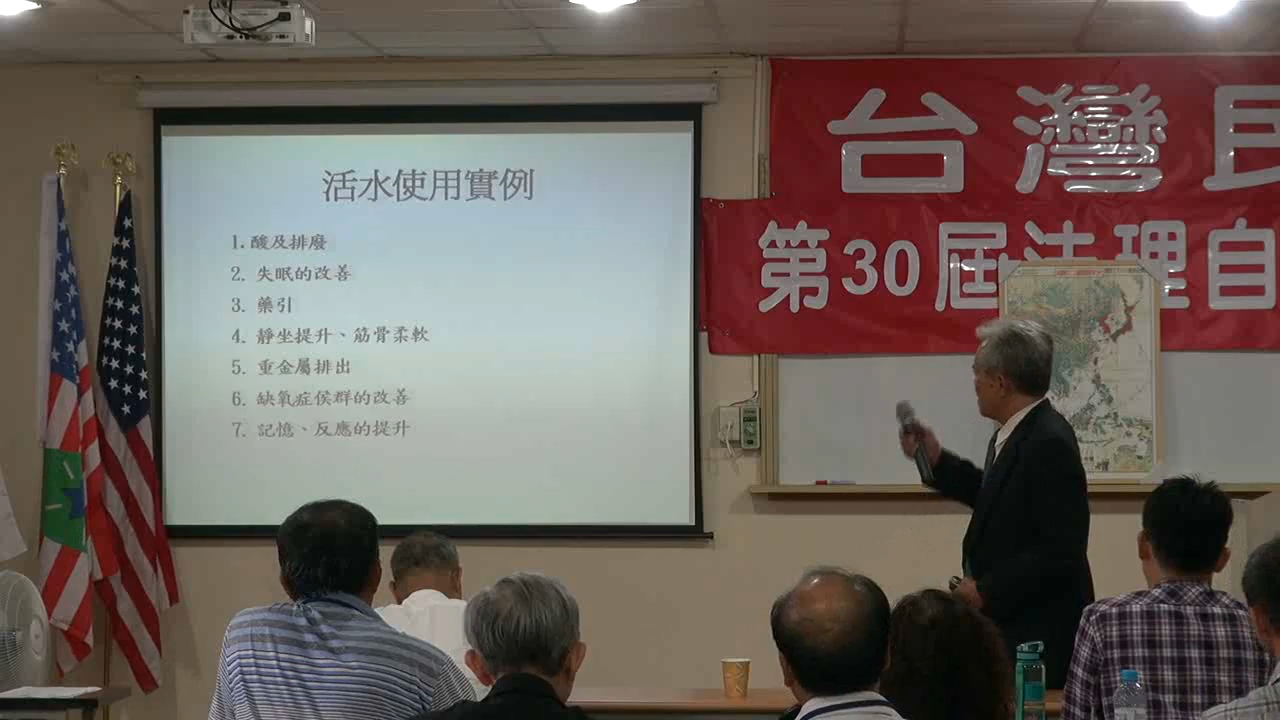 活水使用實例
1. 酸及排廢
2. 失眠的改善
3. 藥引
4. 靜坐提升、筋骨柔軟
5. 重金屬排出
6. 缺氧症侯群的改善
7. 記憶、反應的提升
台灣民
第30屆法理自